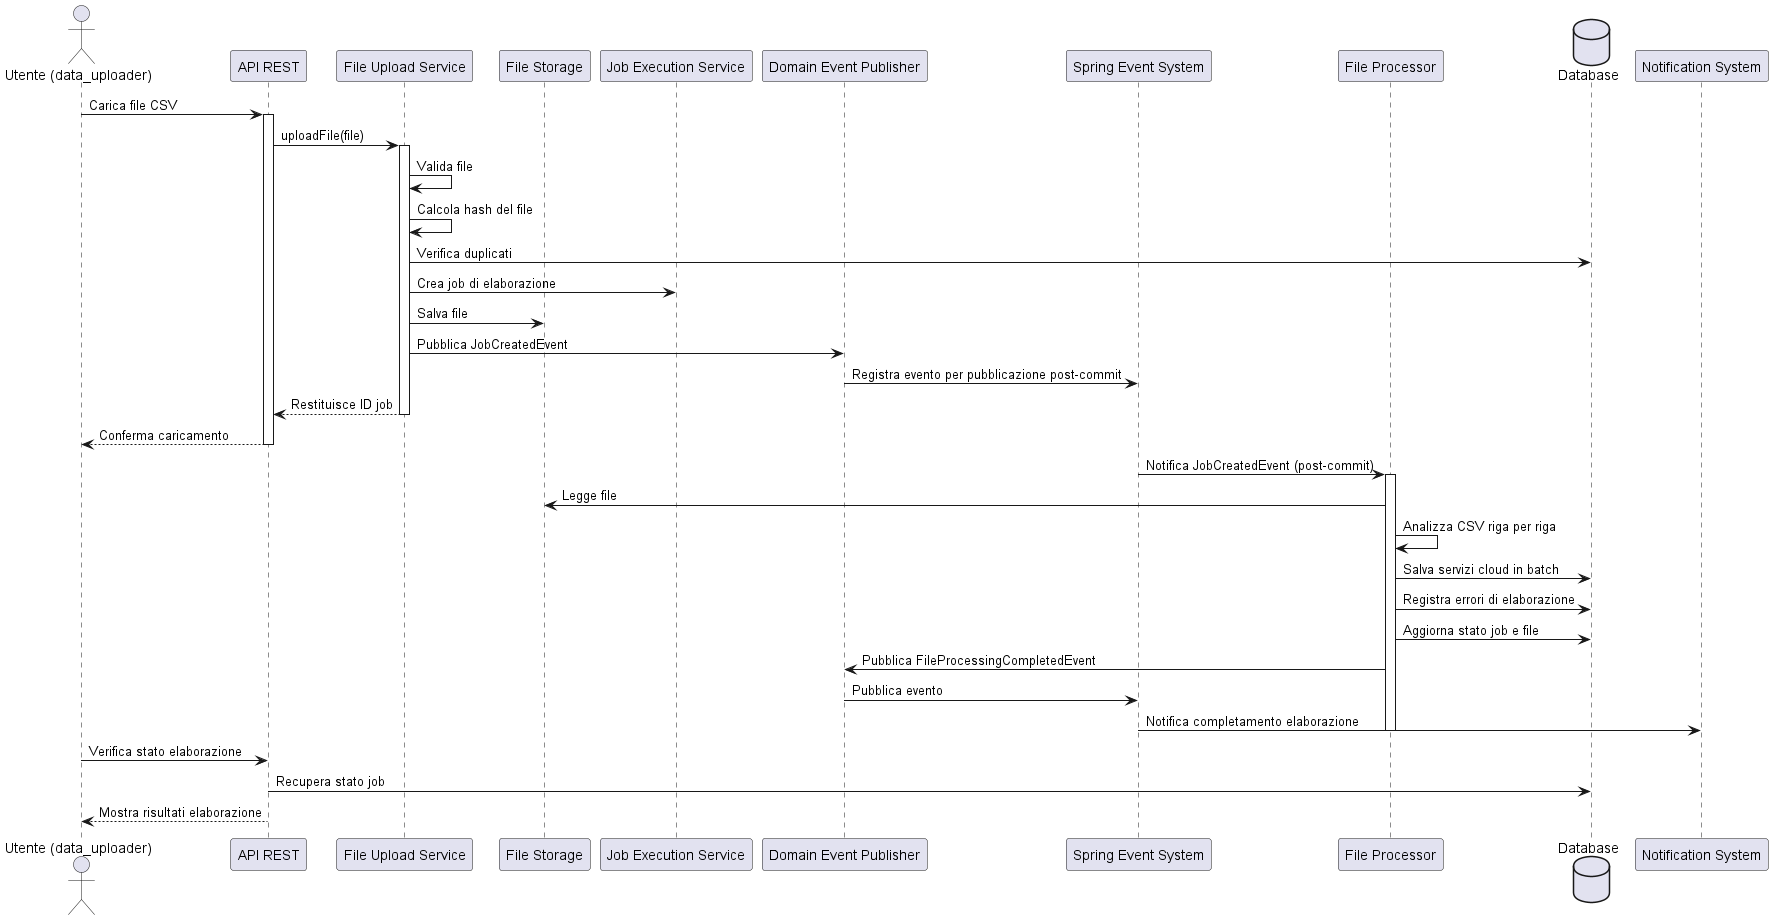 Utente (data_uploader)
API REST
File Upload Service
File Storage
Job Execution Service
Domain Event Publisher
Spring Event System
File Processor
Database
Notification System
Carica file CSV
uploadFile(file)
Valida file
Calcola hash del file
Verifica duplicati
Crea job di elaborazione
Salva file
Pubblica JobCreatedEvent
Registra evento per pubblicazione post-commit
Restituisce ID job
Conferma caricamento
Notifica JobCreatedEvent (post-commit)
Legge file
Analizza CSV riga per riga
Salva servizi cloud in batch
Registra errori di elaborazione
Aggiorna stato job e file
Pubblica FileProcessingCompletedEvent
Pubblica evento
Notifica completamento elaborazione
Verifica stato elaborazione
Recupera stato job
Mostra risultati elaborazione
Utente (data_uploader)
API REST
File Upload Service
File Storage
Job Execution Service
Domain Event Publisher
Spring Event System
File Processor
Database
Notification System